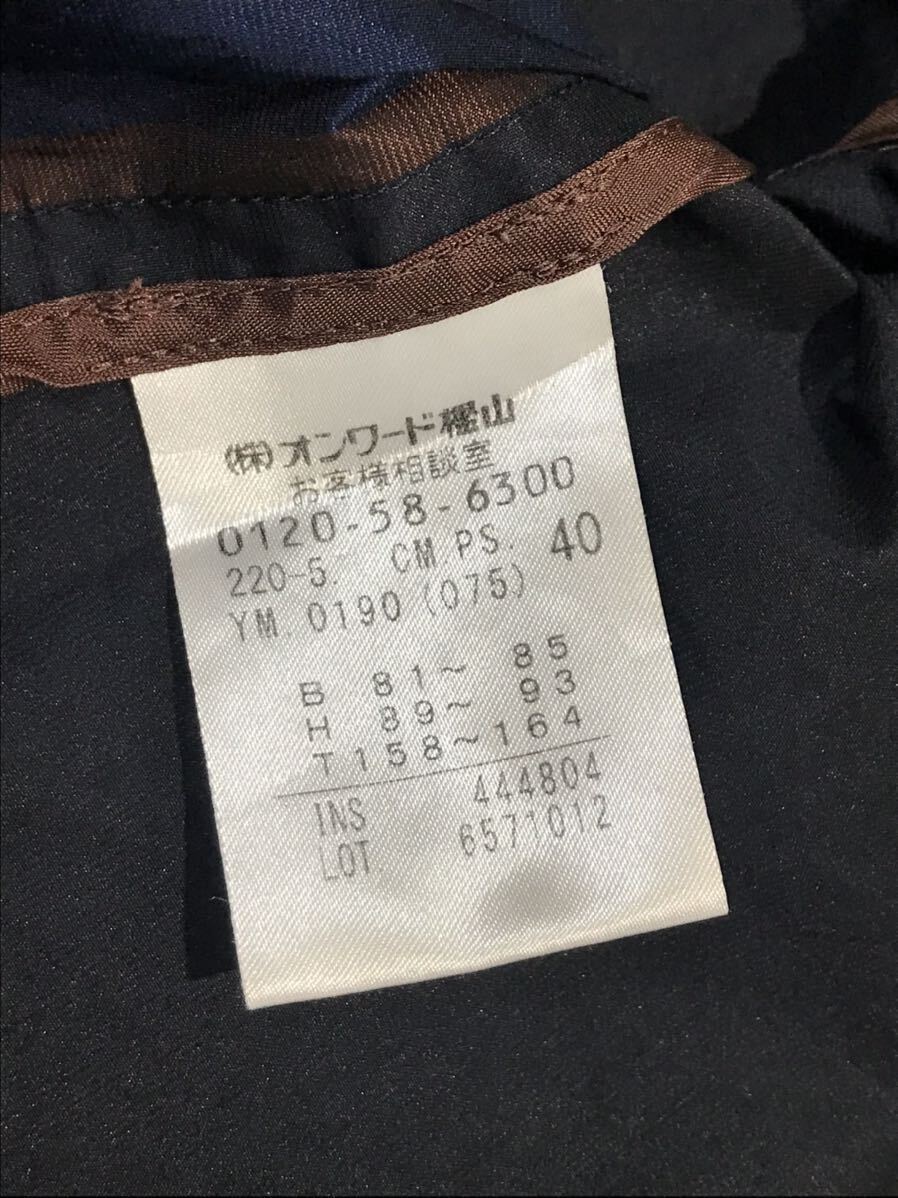 ㈱オンワード樫山
お客様相談室
0120-58-6300
220-5. CM.PS. 40
YM. 0190 (075)
B 81〜 85
H 89〜 93
T158〜164
INS 444804
LOT. 6571012